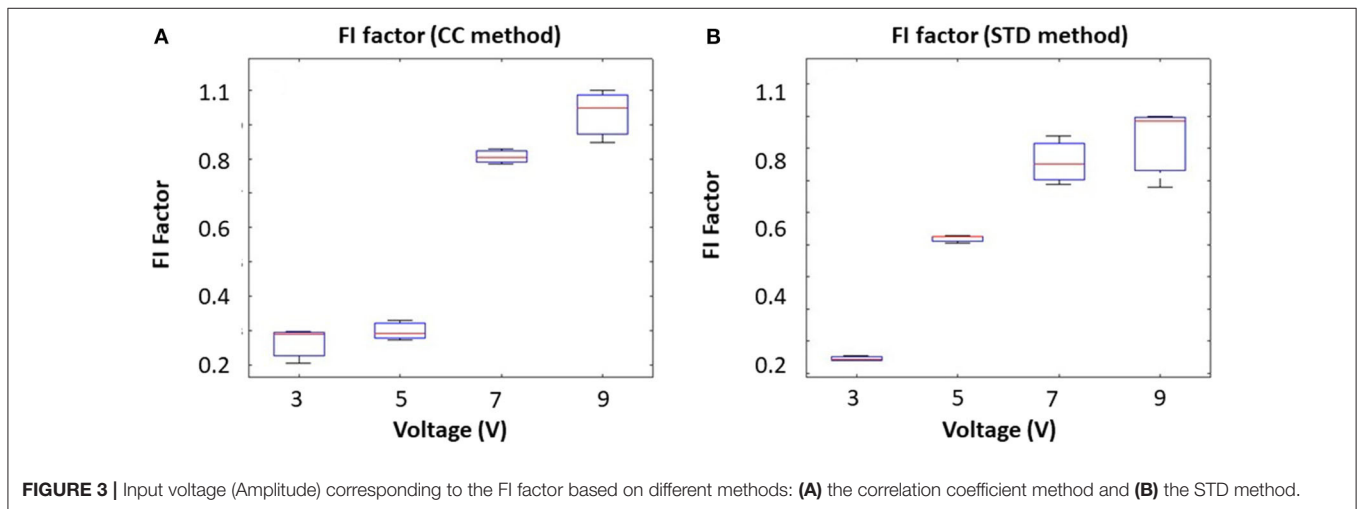 A
FI factor (CC method)
FI Factor
1.1
0.8
0.6
0.4
0.2
3 5 7 9
Voltage (V)
B
FI factor (STD method)
FI Factor
1.1
0.8
0.6
0.4
0.2
3 5 7 9
Voltage (V)
FIGURE 3 | Input voltage (Amplitude) corresponding to the FI factor based on different methods: (A) the correlation coefficient method and (B) the STD method.